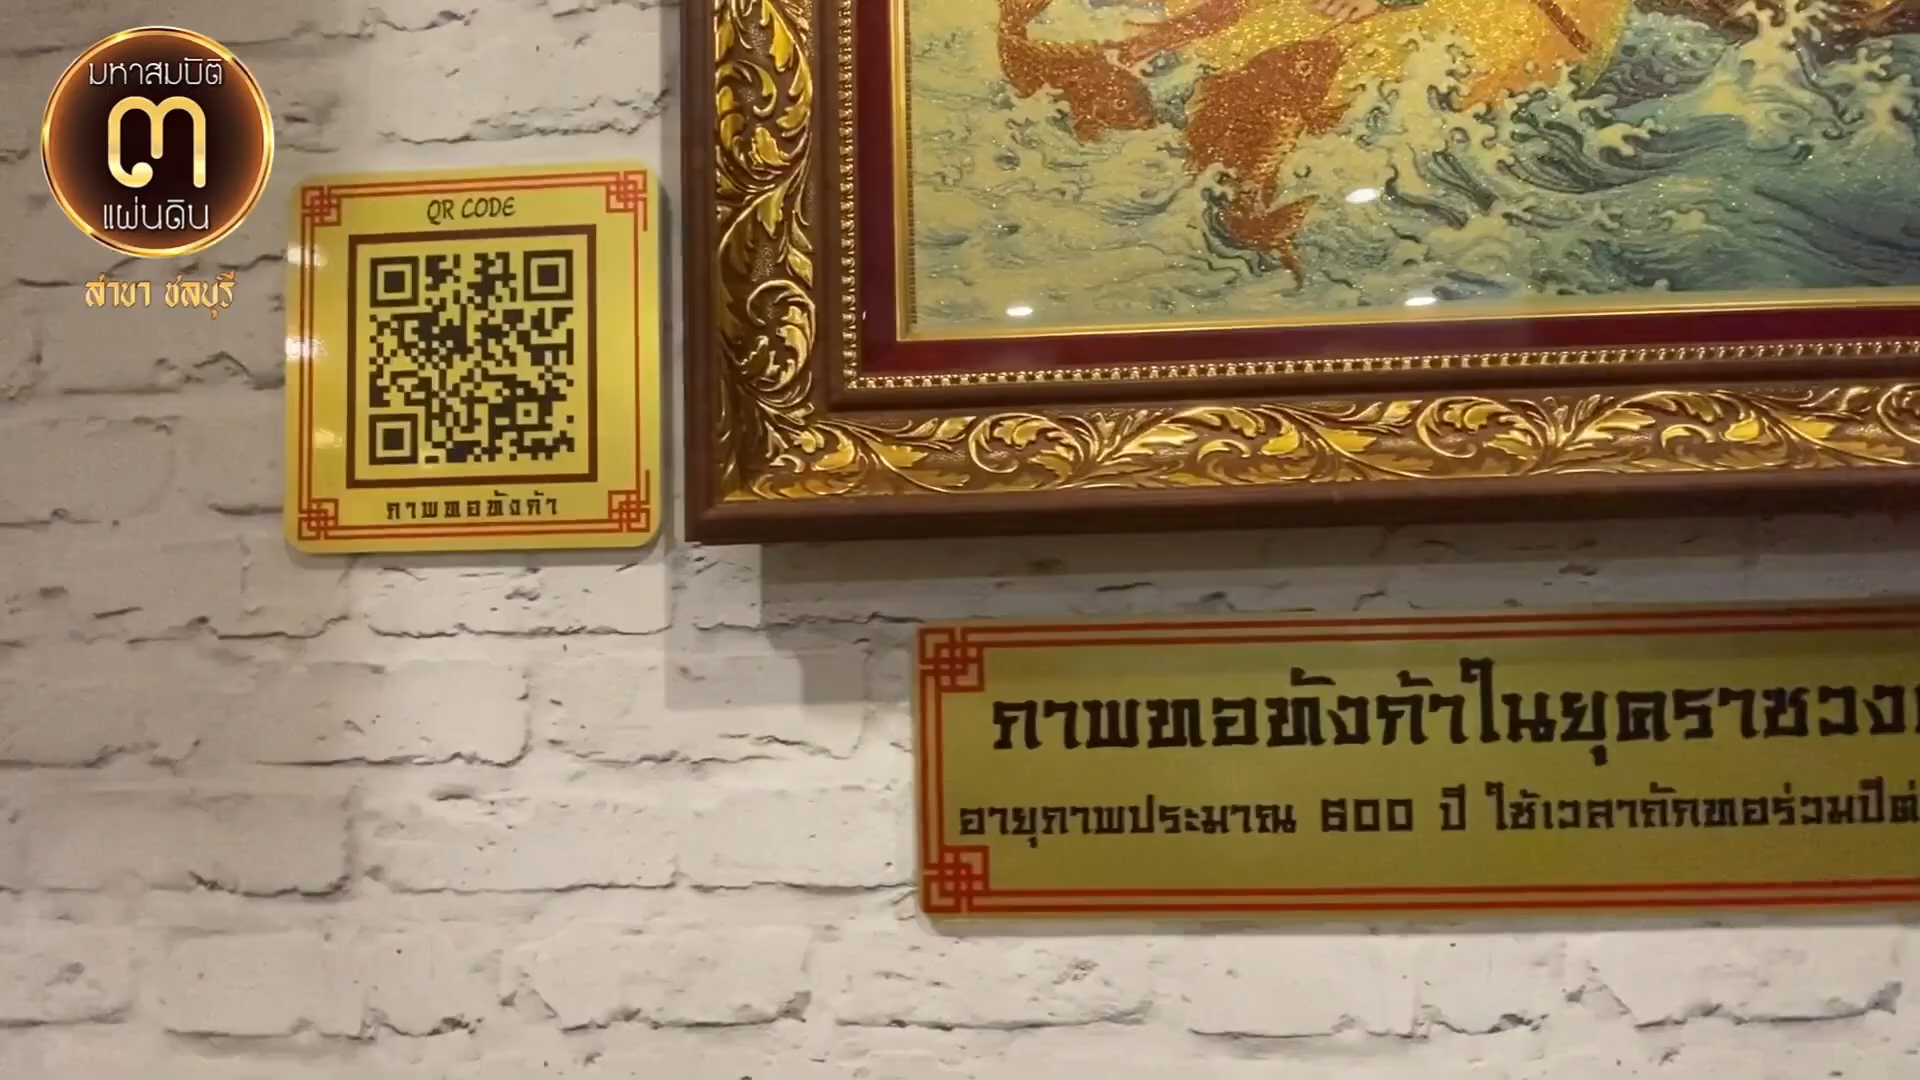 มหาสมบัติ
๓
แผ่นดิน
สาขา ชลบุรี
QR CODE
ภาพทอทังก้า
ภาพทอทังก้าในยุคราชวง
อายุภาพประมาณ 600 ปี ใช้เวลาถักทอร่วมปีต่